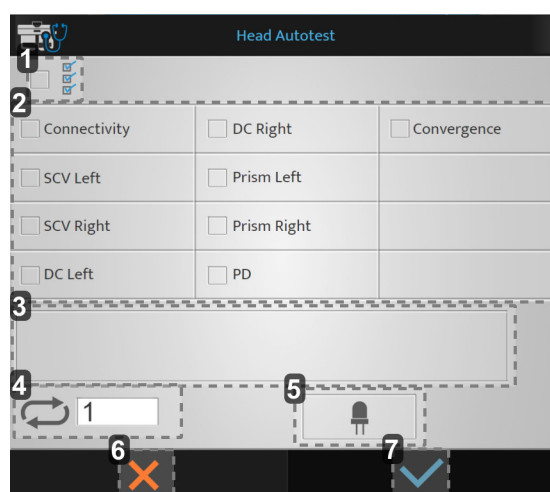 Head Autotest
1
2
Connectivity DC Right Convergence
SCV Left Prism Left
SCV Right Prism Right
DC Left PD
3
4
1
5
6
7